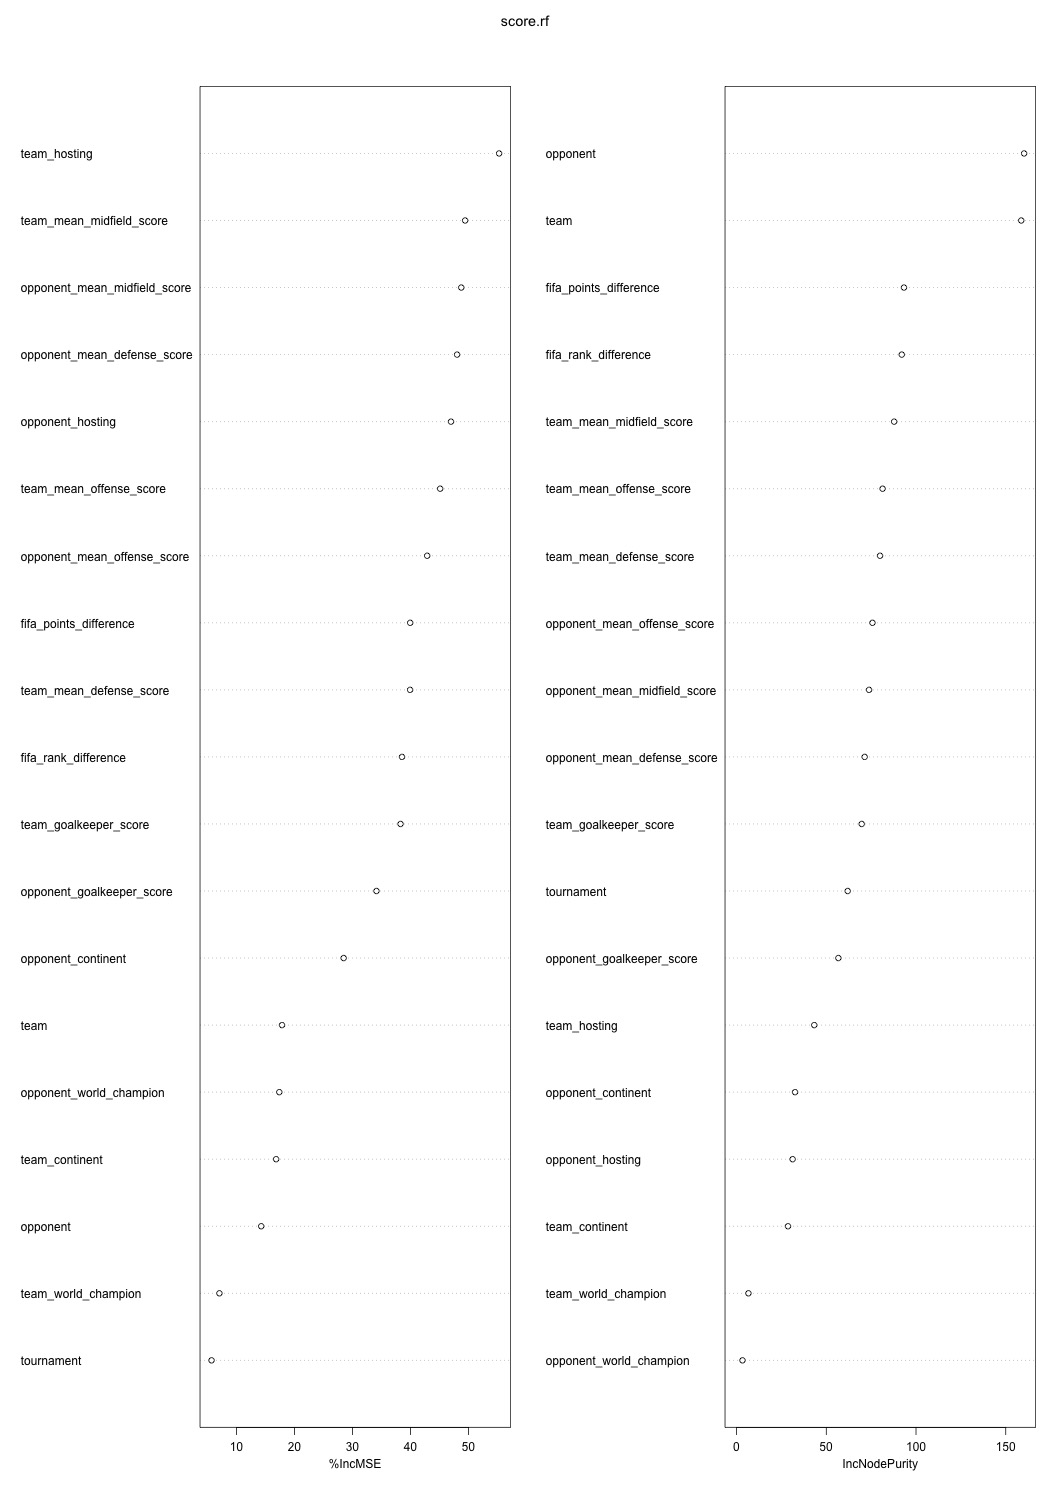 score.rf
team_hosting
team_mean_midfield_score
opponent_mean_midfield_score
opponent_mean_defense_score
opponent_hosting
team_mean_offense_score
opponent_mean_offense_score
fifa_points_difference
team_mean_defense_score
fifa_rank_difference
team_goalkeeper_score
opponent_goalkeeper_score
opponent_continent
team
opponent_world_champion
team_continent
opponent
team_world_champion
tournament
10 20 30 40 50
%IncMSE
opponent
team
fifa_points_difference
fifa_rank_difference
team_mean_midfield_score
team_mean_offense_score
team_mean_defense_score
opponent_mean_offense_score
opponent_mean_midfield_score
opponent_mean_defense_score
team_goalkeeper_score
tournament
opponent_goalkeeper_score
team_hosting
opponent_continent
opponent_hosting
team_continent
team_world_champion
opponent_world_champion
0 50 100 150
IncNodePurity